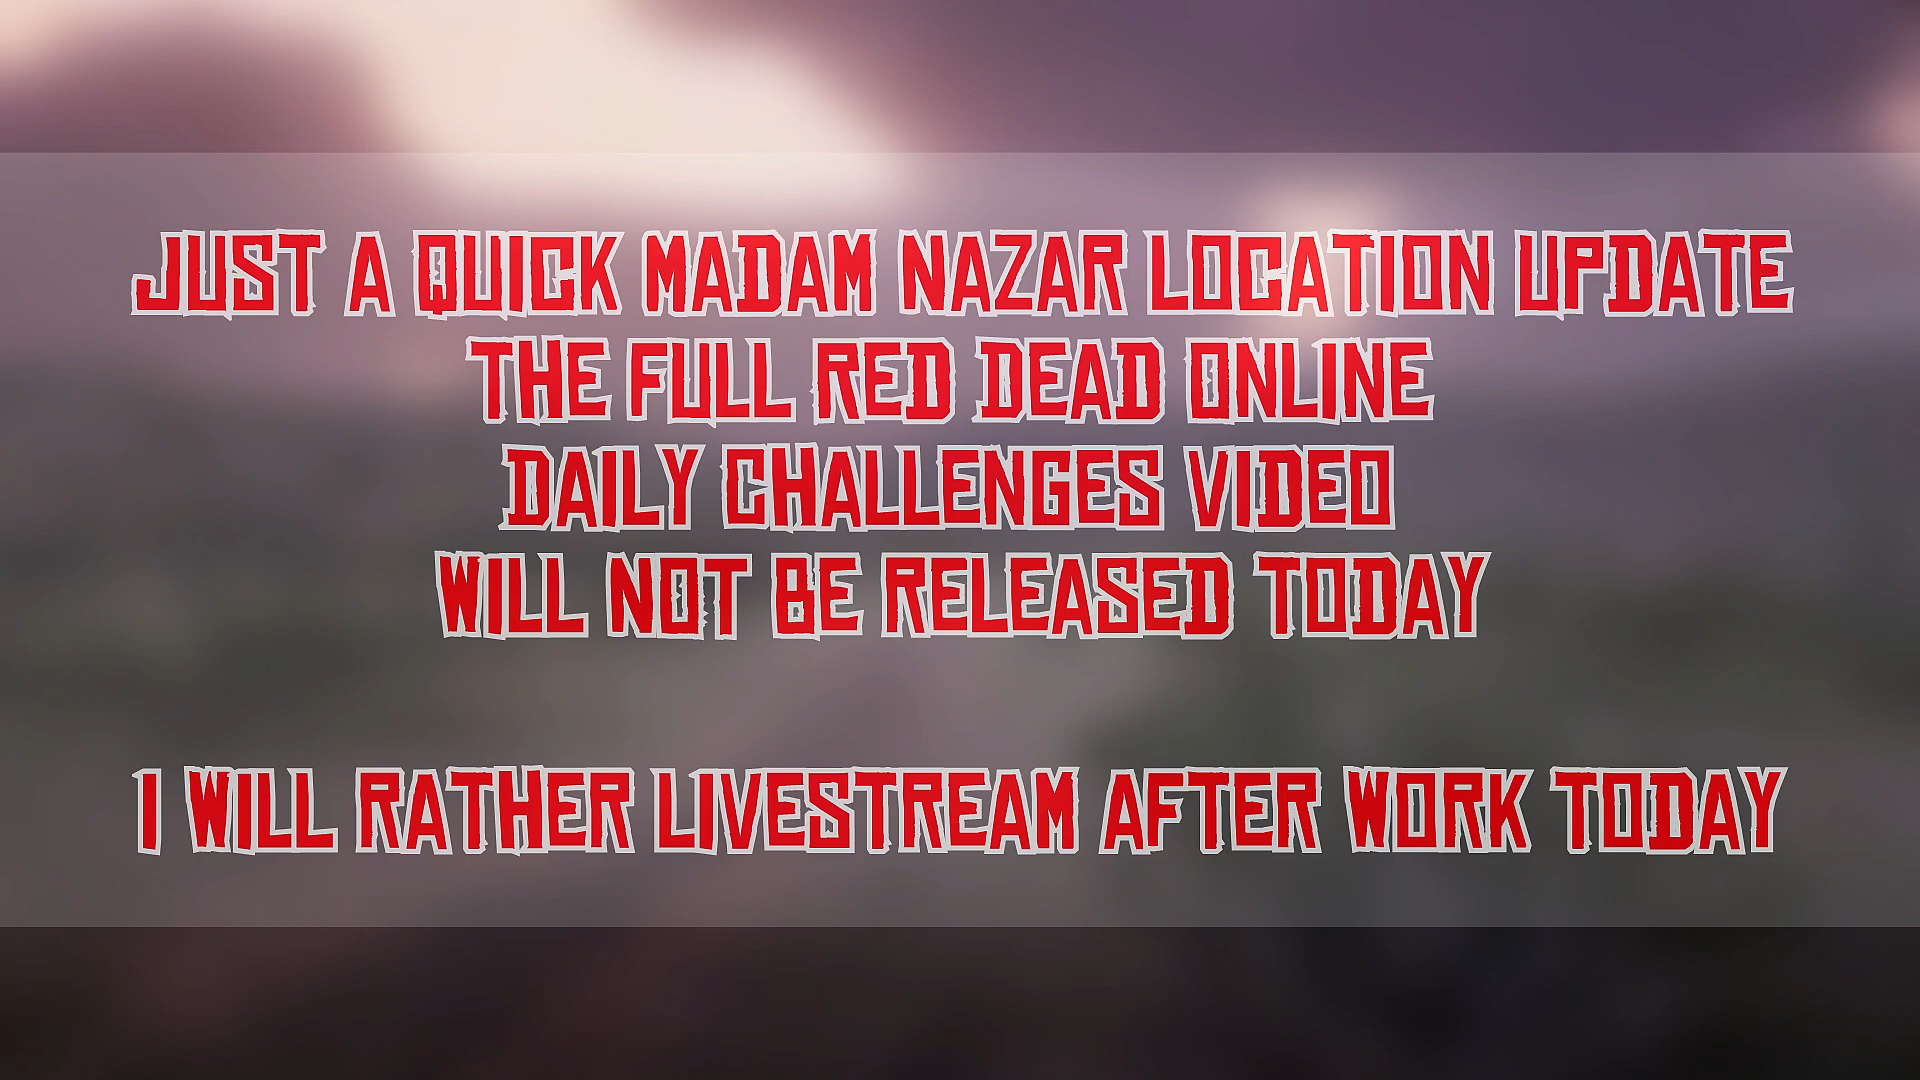 JUST A QUICK MADAM NAZAR LOCATION UPDATE
THE FULL RED DEAD ONLINE
DAILY CHALLENGES VIDEO
WILL NOT BE RELEASED TODAY
I WILL RATHER LIVESTREAM AFTER WORK TODAY